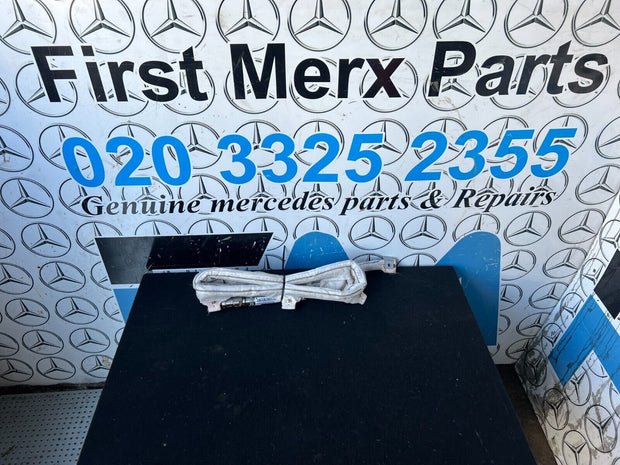 First Merx Parts
020 3325 2355
Genuine mercedes parts & Repairs